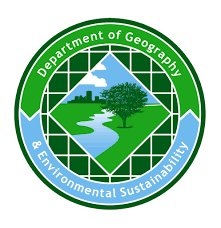 Department of Geography
& Environmental Sustainability